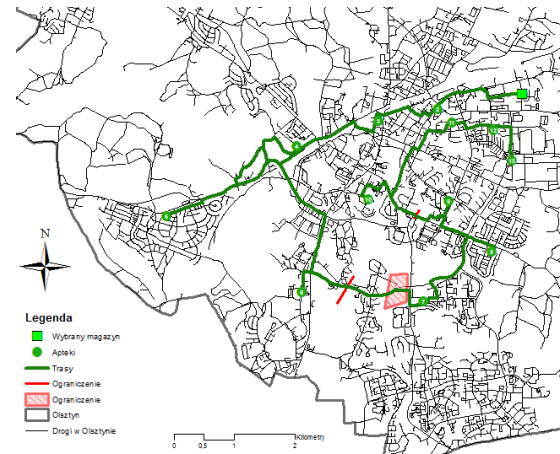 N
Legenda
Wybrany magazyn
Apteki
Trasy
Ograniczenie
Ograniczenie
Olsztyn
Drogi w Olsztynie
Kilometry
0 0,5 1 2